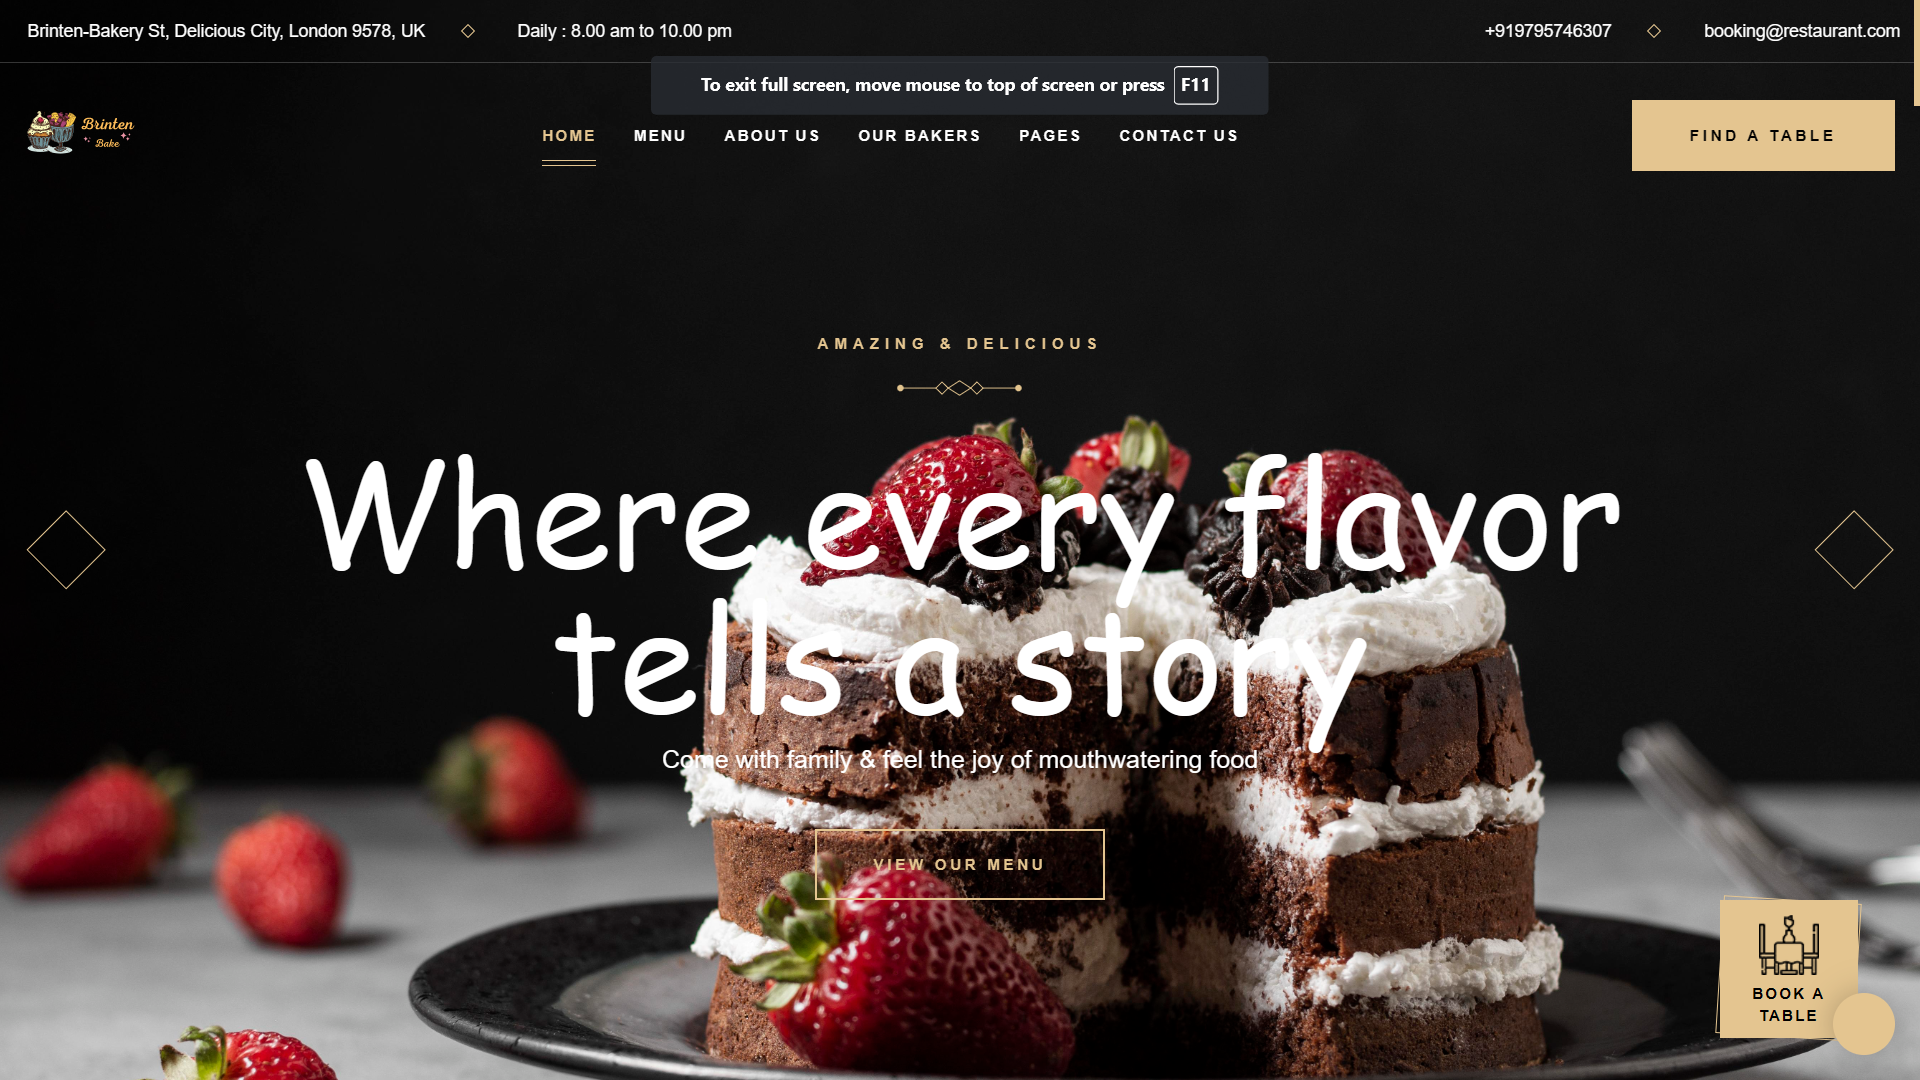 Brinten-Bakery St, Delicious City, London 9578, UK
Daily : 8.00 am to 10.00 pm
+919795746307
booking@restaurant.com
To exit full screen, move mouse to top of screen or press F11
Brinten
Bake
HOME
MENU
ABOUT US
OUR BAKERS
PAGES
CONTACT US
FIND A TABLE
AMAZING & DELICIOUS
Where every flavor
tells a story
Come with family & feel the joy of mouthwatering food
VIEW OUR MENU
BOOK A
TABLE